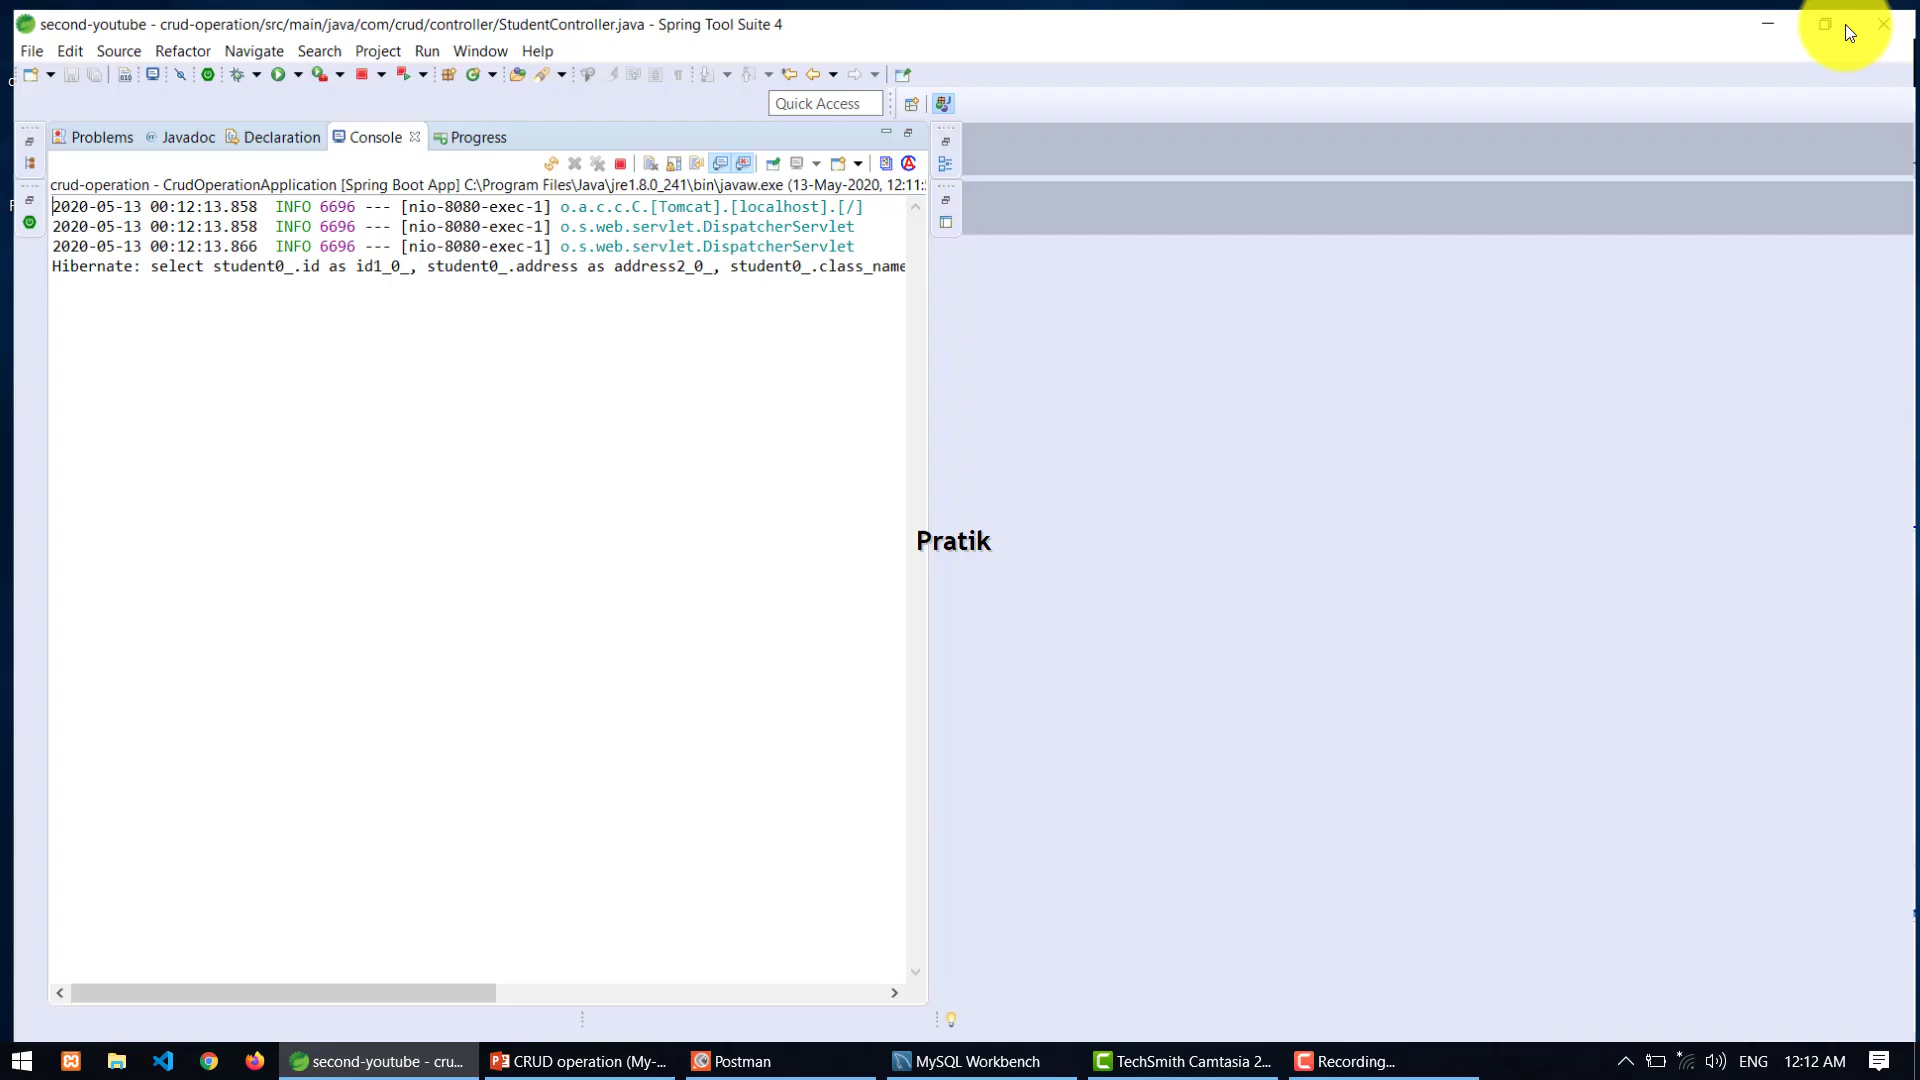 second-youtube - crud-operation/src/main/java/com/crud/controller/StudentController.java - Spring Tool Suite 4
File Edit Source Refactor Navigate Search Project Run Window Help
Quick Access
Problems Javadoc Declaration Console Progress
crud-operation - CrudOperationApplication [Spring Boot App] C:\Program Files\Java\jre1.8.0_241\bin\javaw.exe (13-May-2020, 12:11:
2020-05-13 00:12:13.858 INFO 6696 --- [nio-8080-exec-1] o.a.c.c.C.[Tomcat].[localhost].[/]
2020-05-13 00:12:13.858 INFO 6696 --- [nio-8080-exec-1] o.s.web.servlet.DispatcherServlet
2020-05-13 00:12:13.866 INFO 6696 --- [nio-8080-exec-1] o.s.web.servlet.DispatcherServlet
Hibernate: select student0_.id as id1_0_, student0_.address as address2_0_, student0_.class_name
Pratik
second-youtube - cru... CRUD operation (My-... Postman MySQL Workbench TechSmith Camtasia 2... Recording... ENG 12:12 AM